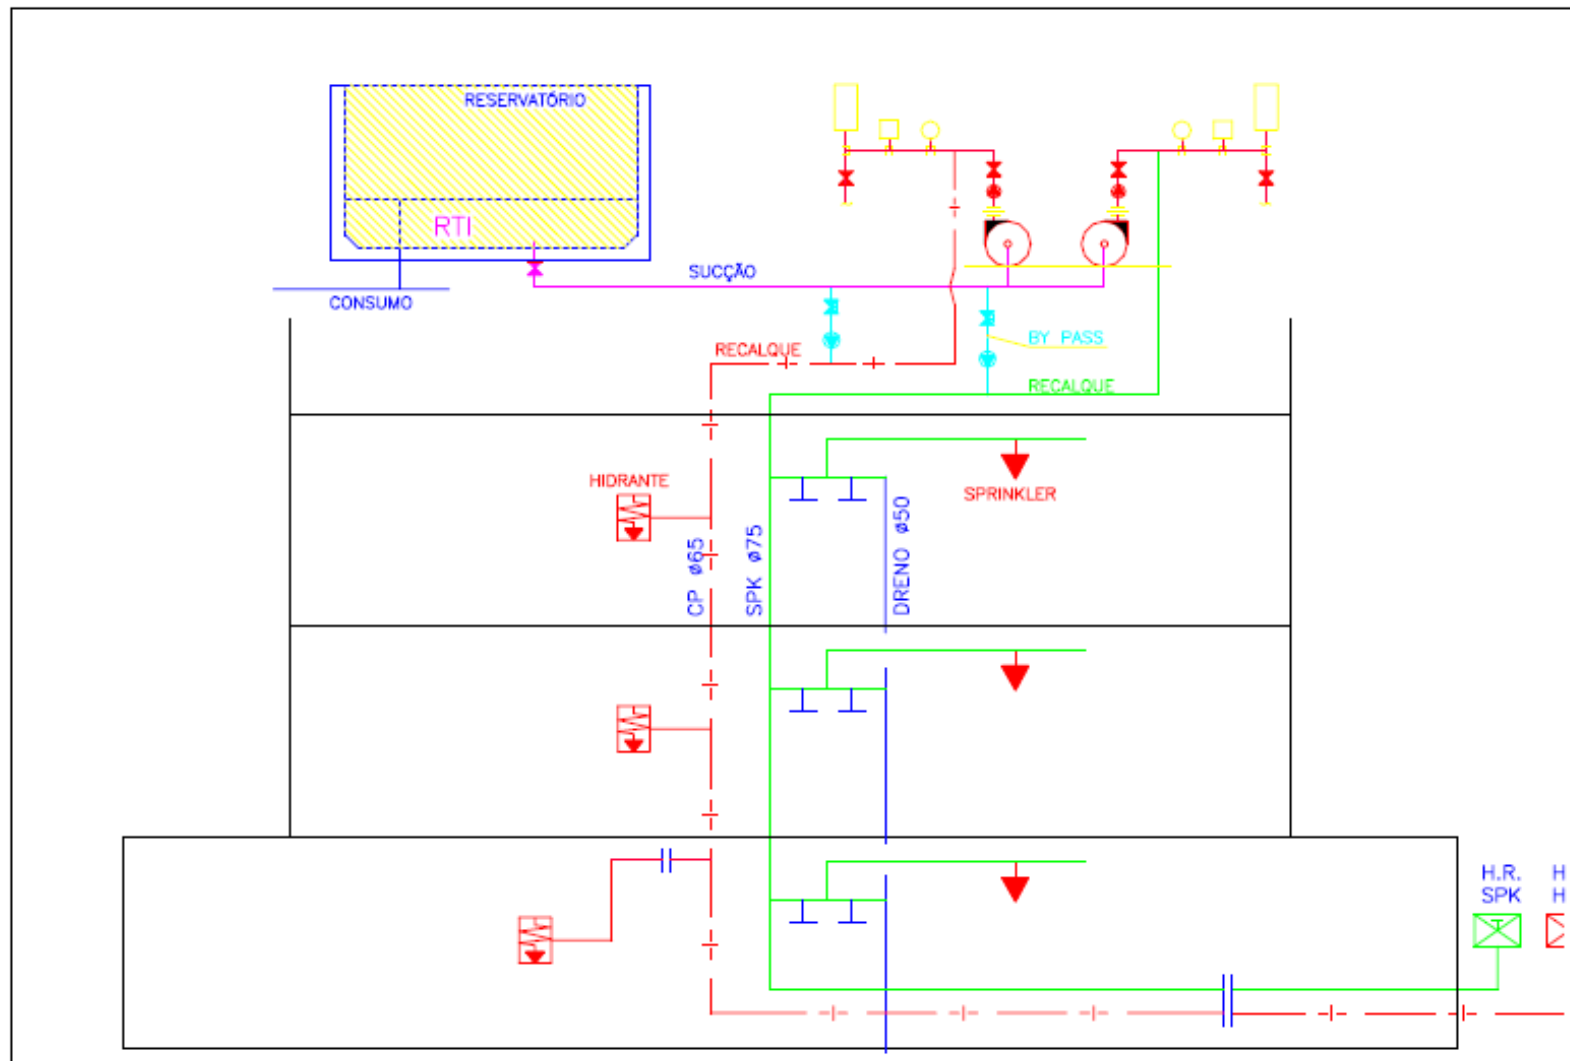 RESERVATÓRIO
RTI
SUCÇÃO
CONSUMO
BY PASS
RECALQUE
RECALQUE
HIDRANTE
SPRINKLER
CP ø65
SPK ø75
DRENO ø50
H.R. H
SPK H